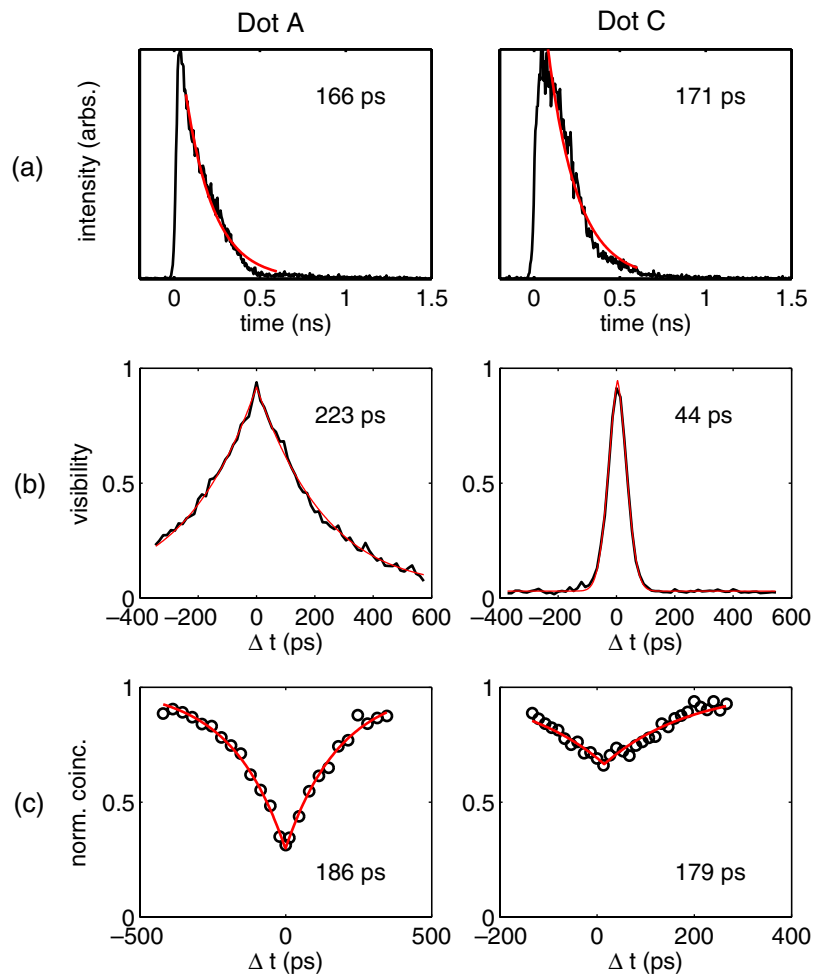 Dot A
Dot C
(a)
intensity (arbs.)
166 ps
0 0.5 1 1.5
time (ns)
171 ps
0 0.5 1 1.5
time (ns)
(b)
visibility
1
0.5
0
223 ps
−400 −200 0 200 400 600
Δ t (ps)
1
0.5
0
44 ps
−400 −200 0 200 400 600
Δ t (ps)
(c)
norm. coinc.
1
0.5
0
186 ps
−500 0 500
Δ t (ps)
1
0.5
0
179 ps
−200 0 200 400
Δ t (ps)